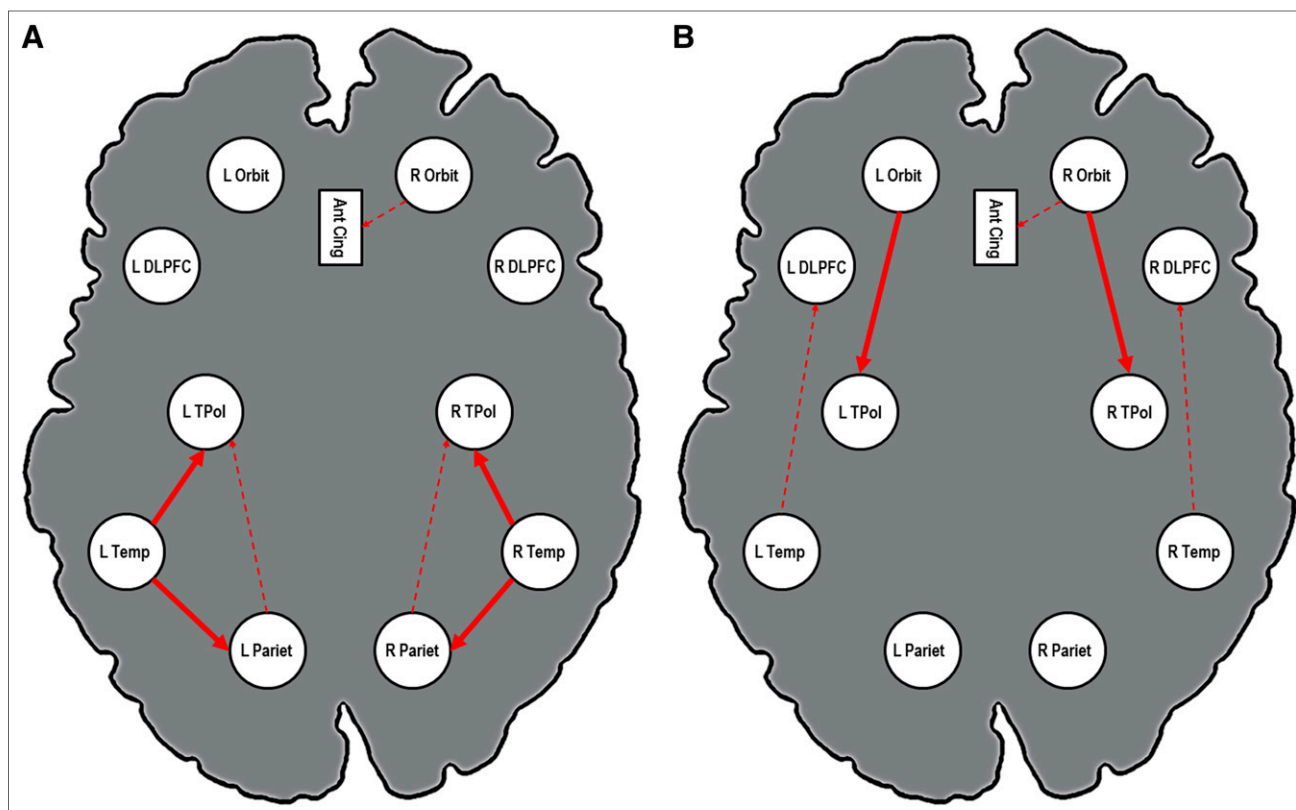 A
L Orbit
R Orbit
Ant Cing
L DLPFC
R DLPFC
L TPol
R TPol
L Temp
R Temp
L Pariet
R Pariet
B
L Orbit
R Orbit
Ant Cing
L DLPFC
R DLPFC
L TPol
R TPol
L Temp
R Temp
L Pariet
R Pariet